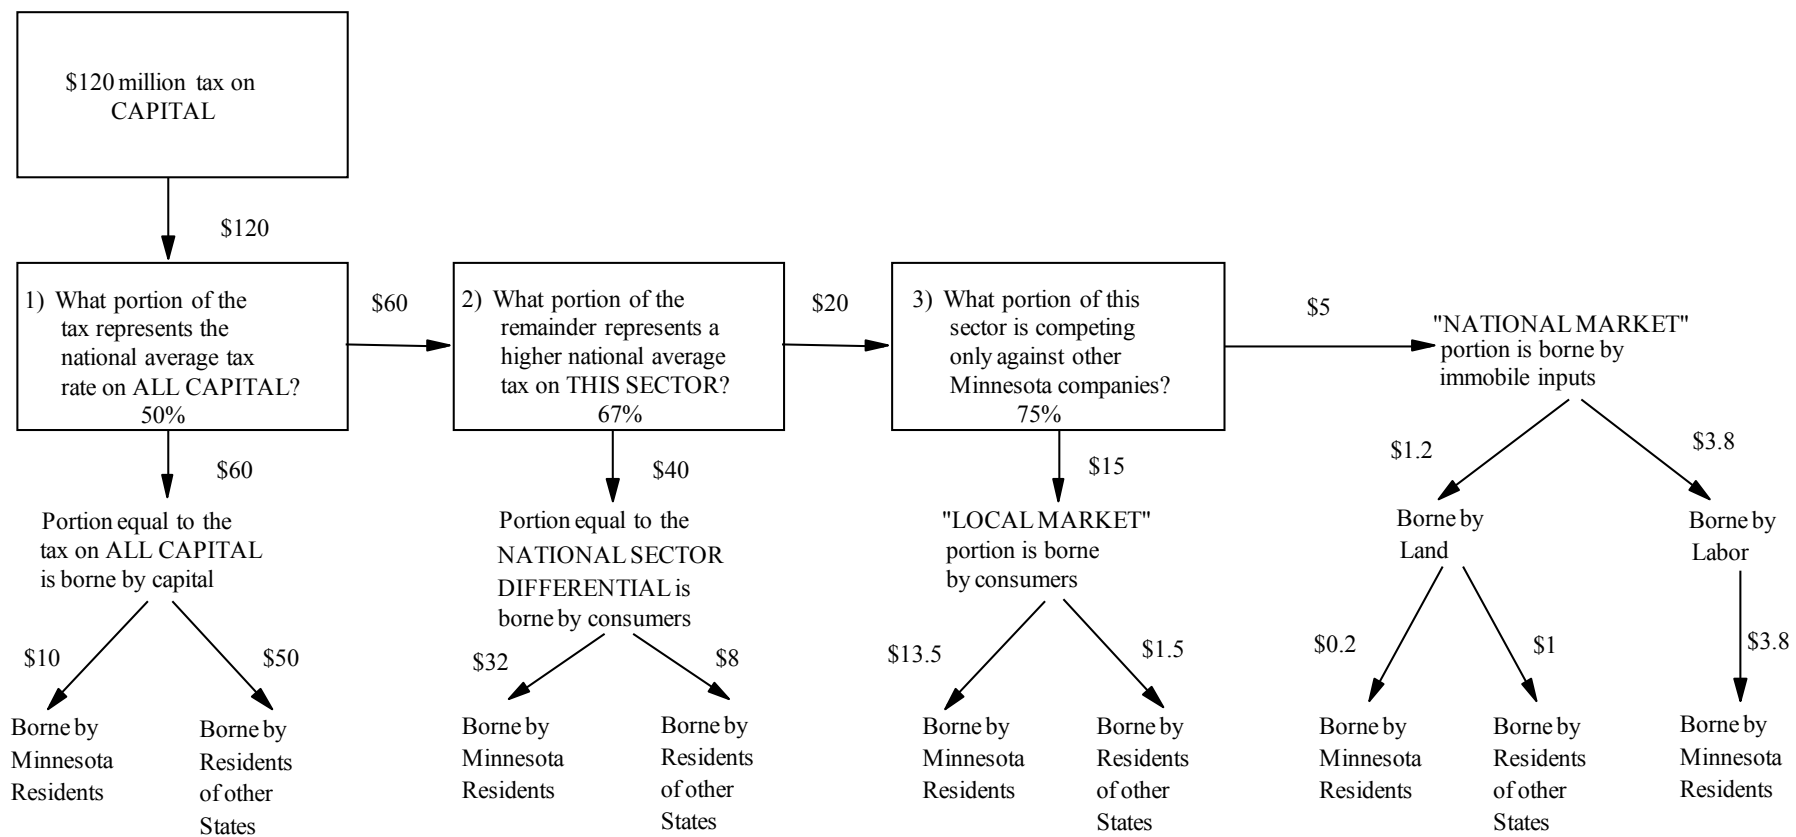 $120 million tax on
CAPITAL
$120
1) What portion of the
tax represents the
national average tax
rate on ALL CAPITAL?
50%
$60
2) What portion of the
remainder represents a
higher national average
tax on THIS SECTOR?
67%
$20
3) What portion of this
sector is competing
only against other
Minnesota companies?
75%
$5
"NATIONAL MARKET"
portion is borne by
immobile inputs
$60
Portion equal to the
tax on ALL CAPITAL
is borne by capital
$40
Portion equal to the
NATIONAL SECTOR
DIFFERENTIAL is
borne by consumers
$15
"LOCAL MARKET"
portion is borne
by consumers
$1.2
Borne by
Land
$3.8
Borne by
Labor
$10
Borne by
Minnesota
Residents
$50
Borne by
Residents
of other
States
$32
Borne by
Minnesota
Residents
$8
Borne by
Residents
of other
States
$13.5
Borne by
Minnesota
Residents
$1.5
Borne by
Residents
of other
States
$0.2
Borne by
Minnesota
Residents
$1
Borne by
Residents
of other
States
$3.8
Borne by
Minnesota
Residents